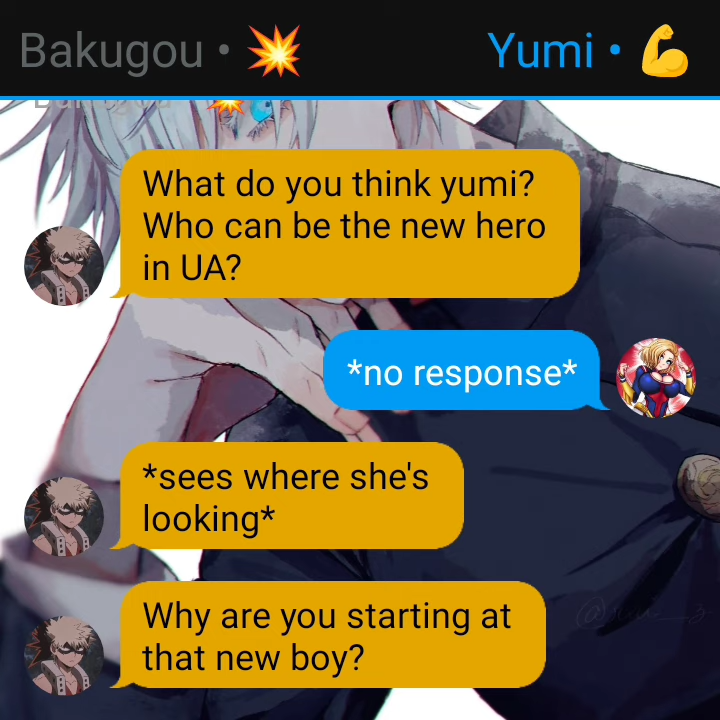 Bakugou • 💥 Yumi • 💪
What do you think yumi?
Who can be the new hero
in UA?
*no response*
*sees where she's
looking*
Why are you starting at
that new boy?